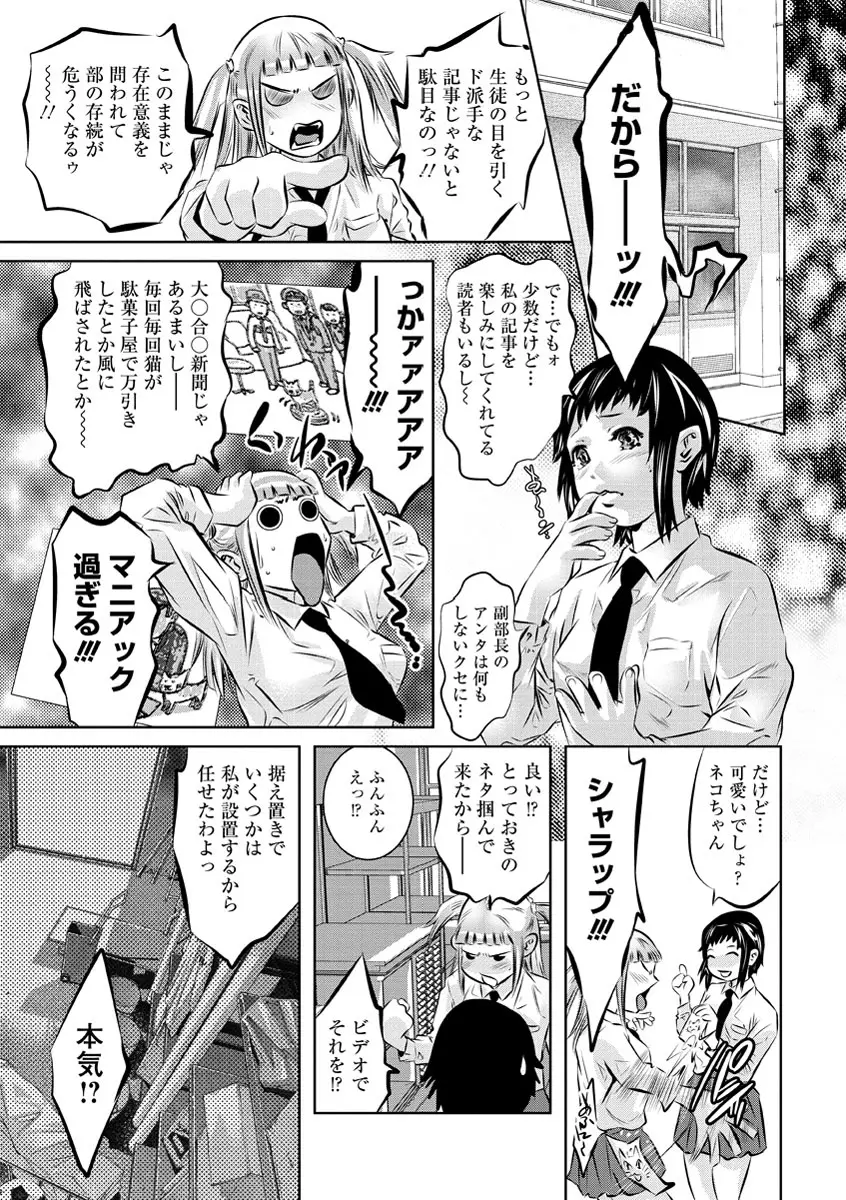 だから――ッ!!!
もっと
生徒の目を引く
ド派手な
記事じゃないと
駄目なのっ!!
このままじゃ
存在意義を
問われて
部の存続が
危うくなるゥ
〜〜!!
で…でもォ
少数だけど…
私の記事を
楽しみにしてくれてる
読者もいるし〜
副部長の
アンタは何も
しないクセに…
つかァァァァァ
〜〜!!!
大○合○新聞じゃ
あるまいし――
毎回毎回猫が
駄菓子屋で万引き
したとか風に
飛ばされたとか
〜〜
マニアック
過ぎる!!!
だけど…
可愛いでしょ?
ネコちゃん
シャラップ!!!
良い!?
とっておきの
ネタ掴んで
来たから――
ふんふん
えっ!?
ビデオで
それを!?
据え置きで
いくつかは
私が設置するから
任せたわよっ
本気!?